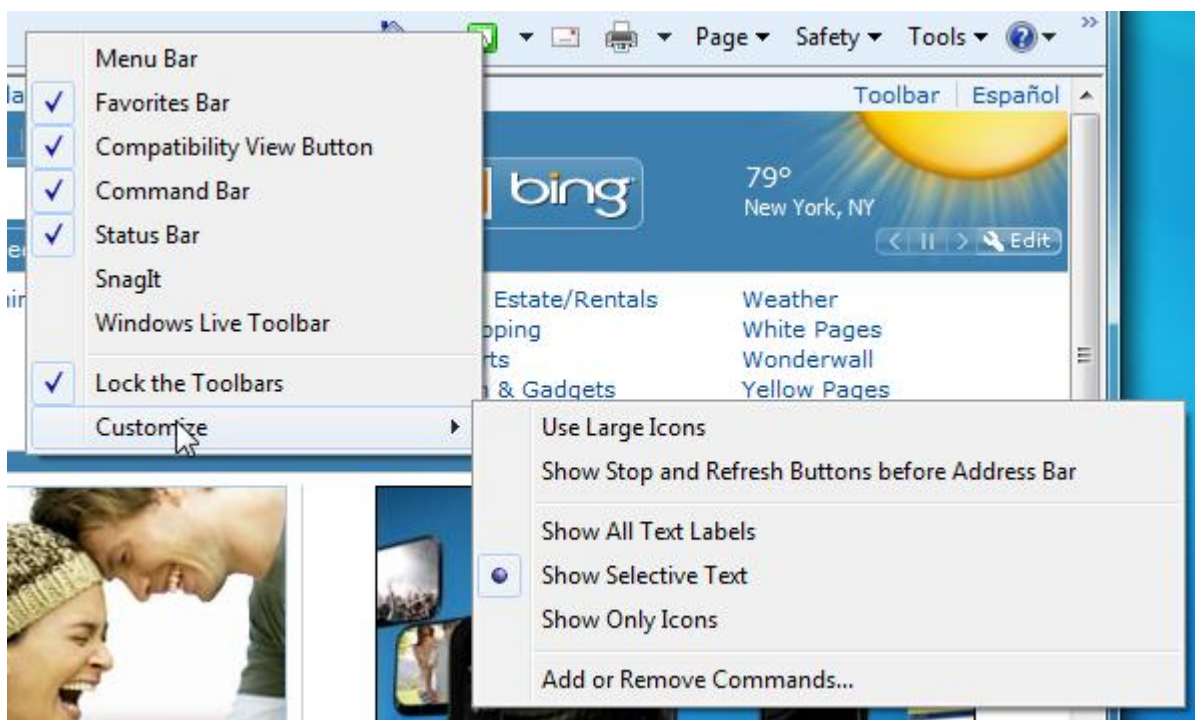 Page Safety Tools
Menu Bar
Favorites Bar
Toolbar Español
Compatibility View Button
Command Bar
bing
79°
New York, NY
Status Bar
Edit
SnagIt
Estate/Rentals Weather
Windows Live Toolbar
White Pages
Wonderwall
Lock the Toolbars
& Gadgets Yellow Pages
Customize
Use Large Icons
Show Stop and Refresh Buttons before Address Bar
Show All Text Labels
Show Selective Text
Show Only Icons
Add or Remove Commands...